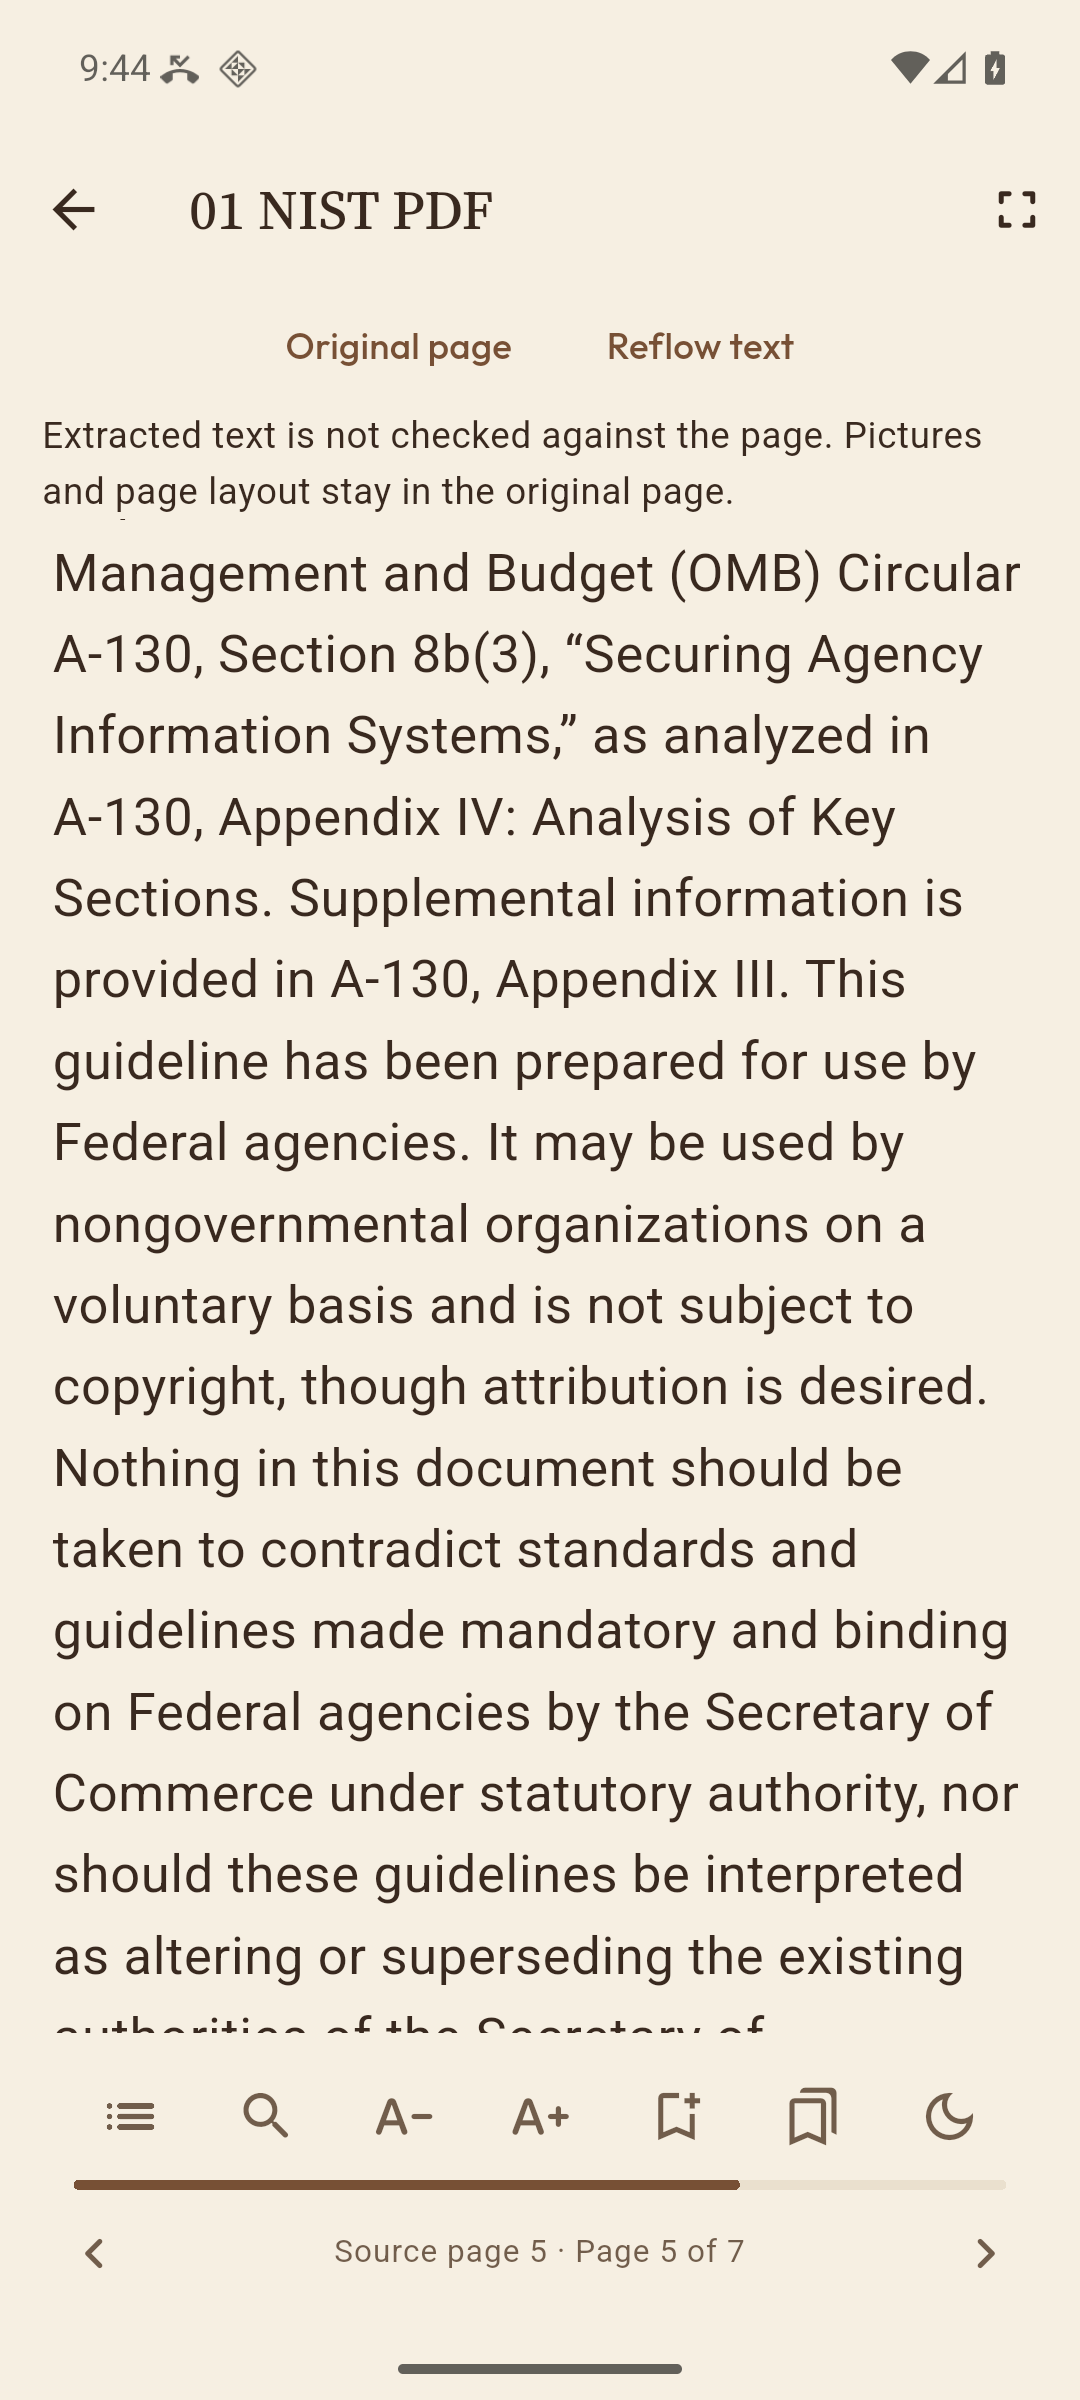 9:44
01 NIST PDF
Original page
Reflow text
Extracted text is not checked against the page. Pictures
and page layout stay in the original page.
Management and Budget (OMB) Circular
A-130, Section 8b(3), “Securing Agency
Information Systems,” as analyzed in
A-130, Appendix IV: Analysis of Key
Sections. Supplemental information is
provided in A-130, Appendix III. This
guideline has been prepared for use by
Federal agencies. It may be used by
nongovernmental organizations on a
voluntary basis and is not subject to
copyright, though attribution is desired.
Nothing in this document should be
taken to contradict standards and
guidelines made mandatory and binding
on Federal agencies by the Secretary of
Commerce under statutory authority, nor
should these guidelines be interpreted
as altering or superseding the existing
authorities of the Secretary of
A-
A+
Source page 5 · Page 5 of 7